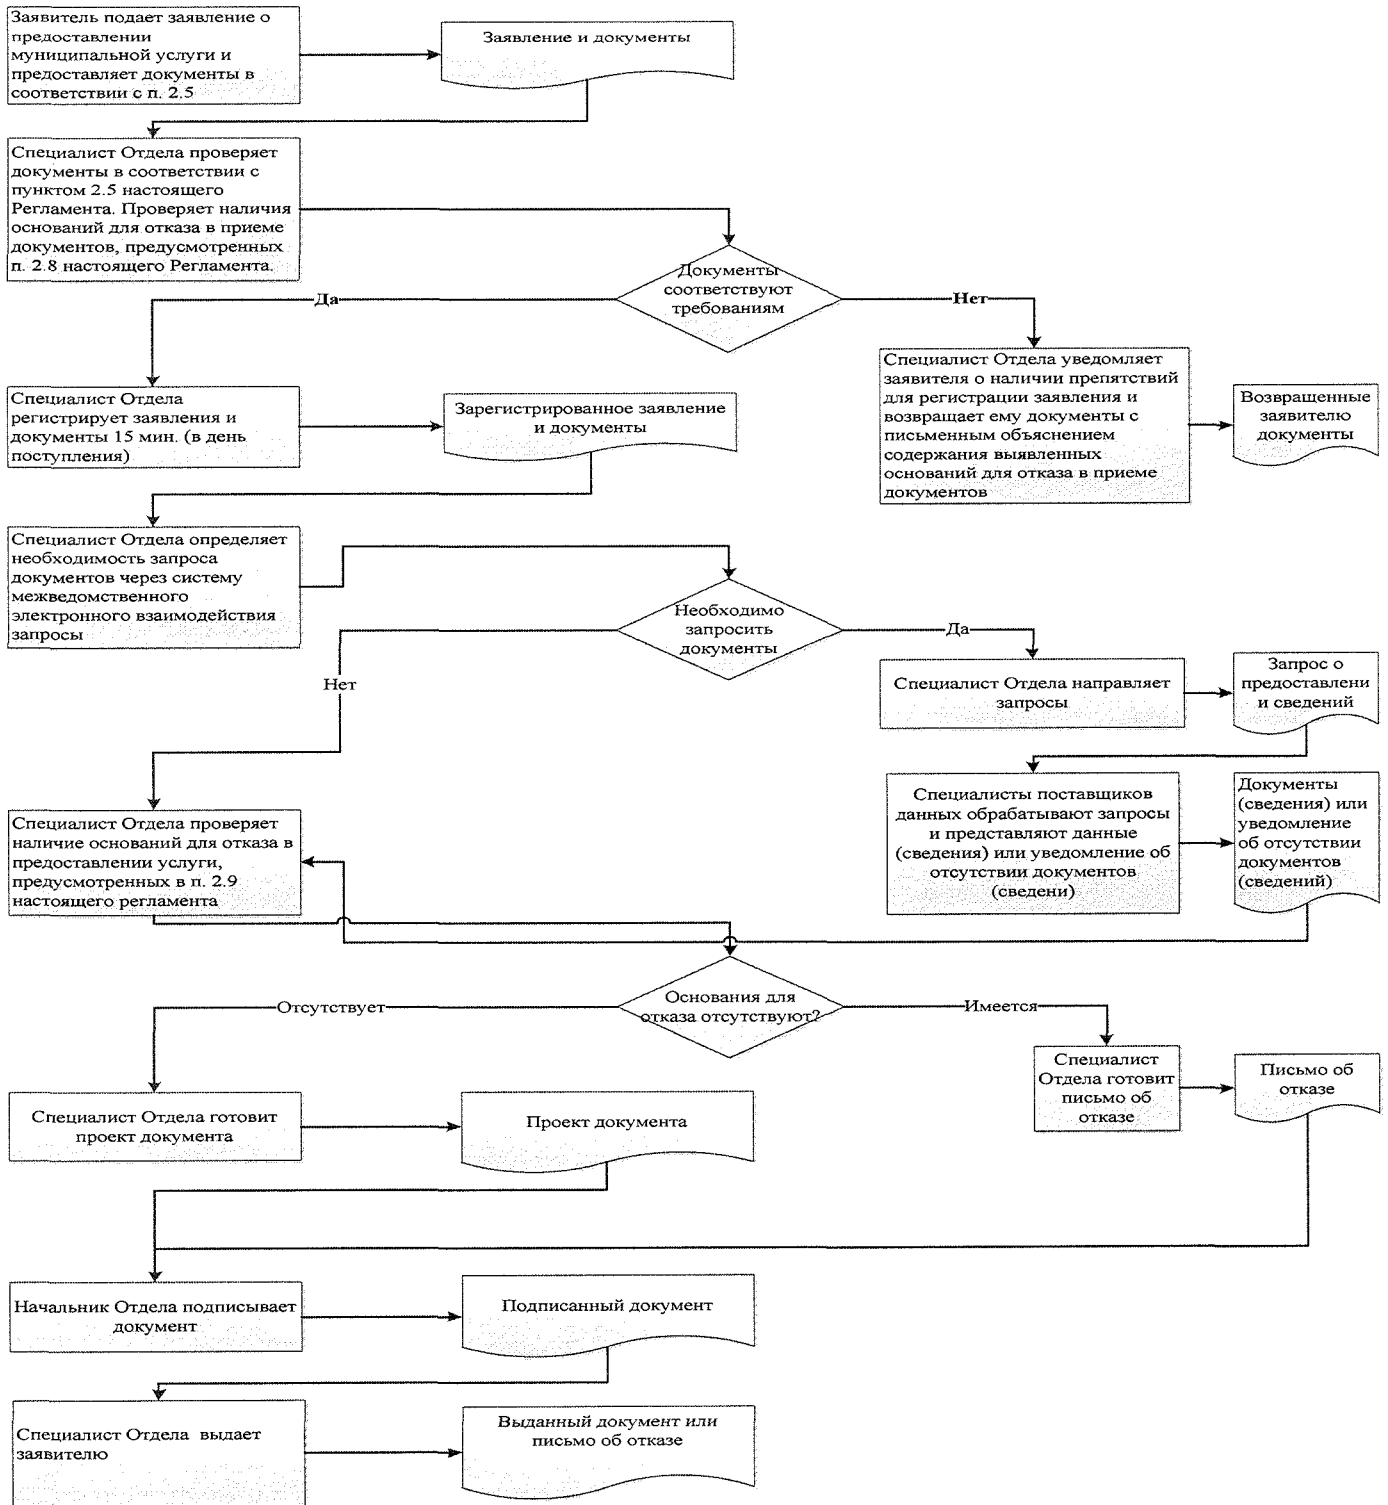 Заявитель подает заявление о
предоставлении
муниципальной услуги и
предоставляет документы в
соответствии с п. 2.5
Заявление и документы
Специалист Отдела проверяет
документы в соответствии с
пунктом 2.5 настоящего
Регламента. Проверяет наличия
оснований для отказа в приеме
документов, предусмотренных
п. 2.8 настоящего Регламента.
Документы
соответствуют
требованиям
Да
Нет
Специалист Отдела
регистрирует заявления и
документы 15 мин. (в день
поступления)
Зарегистрированное заявление
и документы
Специалист Отдела уведомляет
заявителя о наличии препятствий
для регистрации заявления и
возвращает ему документы с
письменным объяснением
содержания выявленных
оснований для отказа в приеме
документов
Возвращенные
заявителю
документы
Специалист Отдела определяет
необходимость запроса
документов через систему
межведомственного
электронного взаимодействия
запросы
Необходимо
запросить
документы
Да
Нет
Специалист Отдела направляет
запросы
Запрос о
предоставлени
и сведений
Специалисты поставщиков
данных обрабатывают запросы
и представляют данные
(сведения) или уведомление об
отсутствии документов
(сведени)
Документы
(сведения) или
уведомление
об отсутствии
документов
(сведений)
Специалист Отдела проверяет
наличие оснований для отказа в
предоставлении услуги,
предусмотренных в п. 2.9
настоящего регламента
Основания для
отказа отсутствуют?
Отсутствует
Имеется
Специалист
Отдела готовит
письмо об
отказе
Письмо об
отказе
Специалист Отдела готовит
проект документа
Проект документа
Начальник Отдела подписывает
документ
Подписанный документ
Специалист Отдела выдает
заявителю
Выданный документ или
письмо об отказе